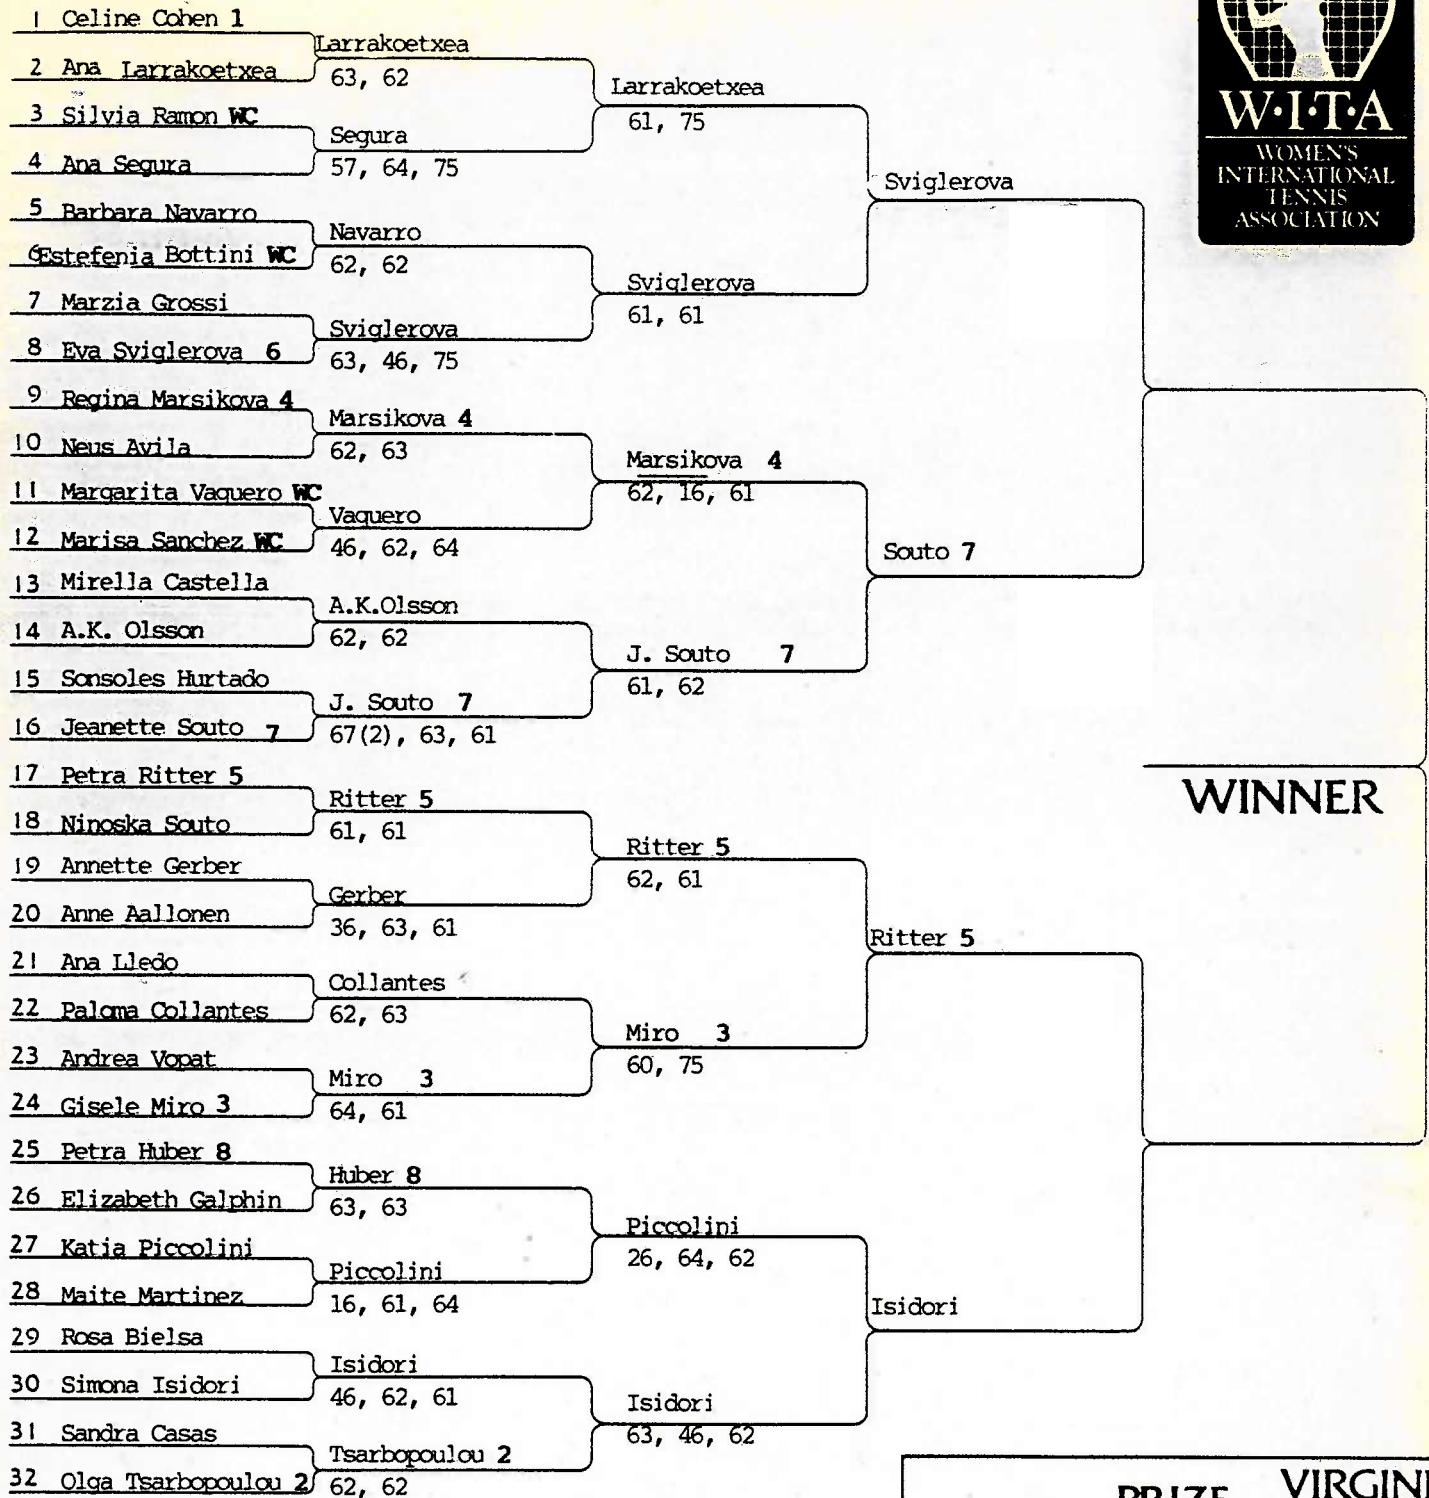 1 Celine Cohen 1
2 Ana Larrakoetxea
3 Silvia Ramon WC
4 Ana Segura
5 Barbara Navarro
6 Estefenia Bottini WC
7 Marzia Grossi
8 Eva Sviglerova 6
9 Regina Marsikova 4
10 Neus Avila
11 Margarita Vaquero WC
12 Marisa Sanchez WC
13 Mirella Castella
14 A.K. Olsson
15 Sonsoles Hurtado
16 Jeanette Souto 7
17 Petra Ritter 5
18 Ninoska Souto
19 Annette Gerber
20 Anne Aallonen
21 Ana Lledo
22 Paloma Collantes
23 Andrea Vopat
24 Gisele Miro 3
25 Petra Huber 8
26 Elizabeth Galphin
27 Katia Piccolini
28 Maite Martinez
29 Rosa Bielsa
30 Simona Isidori
31 Sandra Casas
32 Olga Tsarbopoulou 2
Larrakoetxea
63, 62
Segura
57, 64, 75
Navarro
62, 62
Sviglerova
63, 46, 75
Marsikova 4
62, 63
Vaquero
46, 62, 64
A.K.Olsson
62, 62
J. Souto 7
67(2), 63, 61
Ritter 5
61, 61
Gerber
36, 63, 61
Collantes
62, 63
Miro 3
64, 61
Huber 8
63, 63
Piccolini
16, 61, 64
Isidori
46, 62, 61
Tsarbopoulou 2
62, 62
Larrakoetxea
61, 75
Sviglerova
61, 61
Marsikova 4
62, 16, 61
J. Souto 7
61, 62
Ritter 5
62, 61
Miro 3
60, 75
Piccolini
26, 64, 62
Isidori
63, 46, 62
Sviglerova
Souto 7
Ritter 5
Isidori
W·I·T·A
WOMEN'S
INTERNATIONAL
TENNIS
ASSOCIATION
WINNER
PRIZE VIRGINI